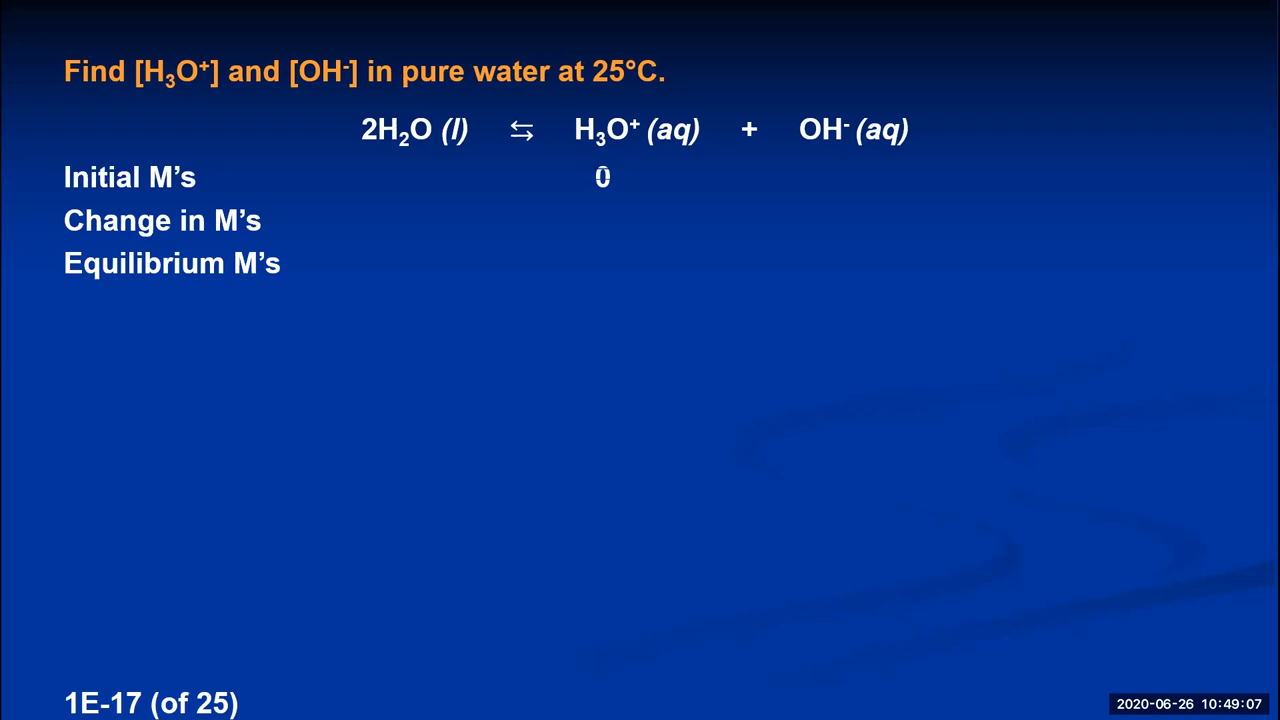 Find [H₃O⁺] and [OH⁻] in pure water at 25°C.
2H₂O (l) ⇆ H₃O⁺ (aq) + OH⁻ (aq)
Initial M’s 0
Change in M’s
Equilibrium M’s
1E-17 (of 25)
2020-06-26 10:49:07